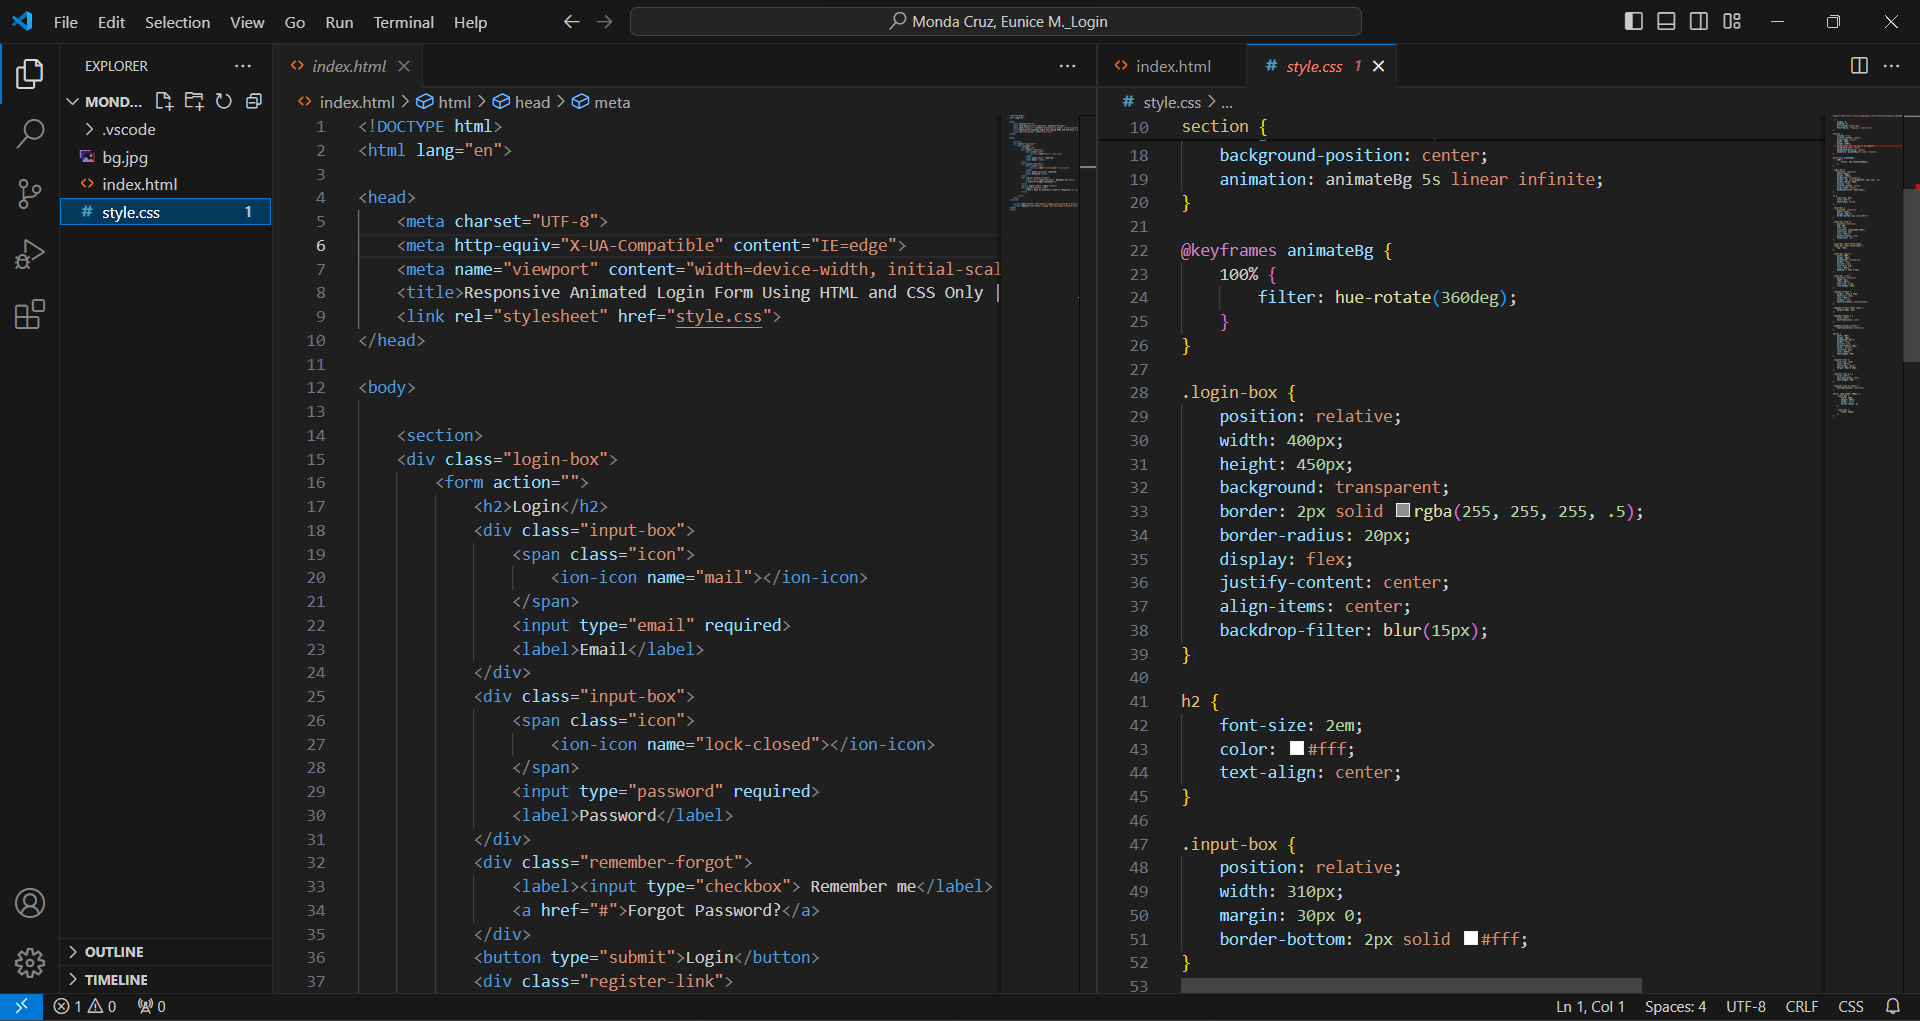 File Edit Selection View Go Run Terminal Help
Monda Cruz, Eunice M._Login
EXPLORER
MOND...
.vscode
bg.jpg
index.html
style.css 1
OUTLINE
TIMELINE
index.html
index.html > html > head > meta
1 <!DOCTYPE html>
2 <html lang="en">
3
4 <head>
5 <meta charset="UTF-8">
6 <meta http-equiv="X-UA-Compatible" content="IE=edge">
7 <meta name="viewport" content="width=device-width, initial-scal
8 <title>Responsive Animated Login Form Using HTML and CSS Only |
9 <link rel="stylesheet" href="style.css">
10 </head>
11
12 <body>
13
14 <section>
15 <div class="login-box">
16 <form action="">
17 <h2>Login</h2>
18 <div class="input-box">
19 <span class="icon">
20 <ion-icon name="mail"></ion-icon>
21 </span>
22 <input type="email" required>
23 <label>Email</label>
24 </div>
25 <div class="input-box">
26 <span class="icon">
27 <ion-icon name="lock-closed"></ion-icon>
28 </span>
29 <input type="password" required>
30 <label>Password</label>
31 </div>
32 <div class="remember-forgot">
33 <label><input type="checkbox"> Remember me</label>
34 <a href="#">Forgot Password?</a>
35 </div>
36 <button type="submit">Login</button>
37 <div class="register-link">
index.html # style.css 1
# style.css > ...
10 section {
18 background-position: center;
19 animation: animateBg 5s linear infinite;
20 }
21
22 @keyframes animateBg {
23 100% {
24 filter: hue-rotate(360deg);
25 }
26 }
27
28 .login-box {
29 position: relative;
30 width: 400px;
31 height: 450px;
32 background: transparent;
33 border: 2px solid rgba(255, 255, 255, .5);
34 border-radius: 20px;
35 display: flex;
36 justify-content: center;
37 align-items: center;
38 backdrop-filter: blur(15px);
39 }
40
41 h2 {
42 font-size: 2em;
43 color: #fff;
44 text-align: center;
45 }
46
47 .input-box {
48 position: relative;
49 width: 310px;
50 margin: 30px 0;
51 border-bottom: 2px solid #fff;
52 }
53
1 0 0
Ln 1, Col 1 Spaces: 4 UTF-8 CRLF CSS